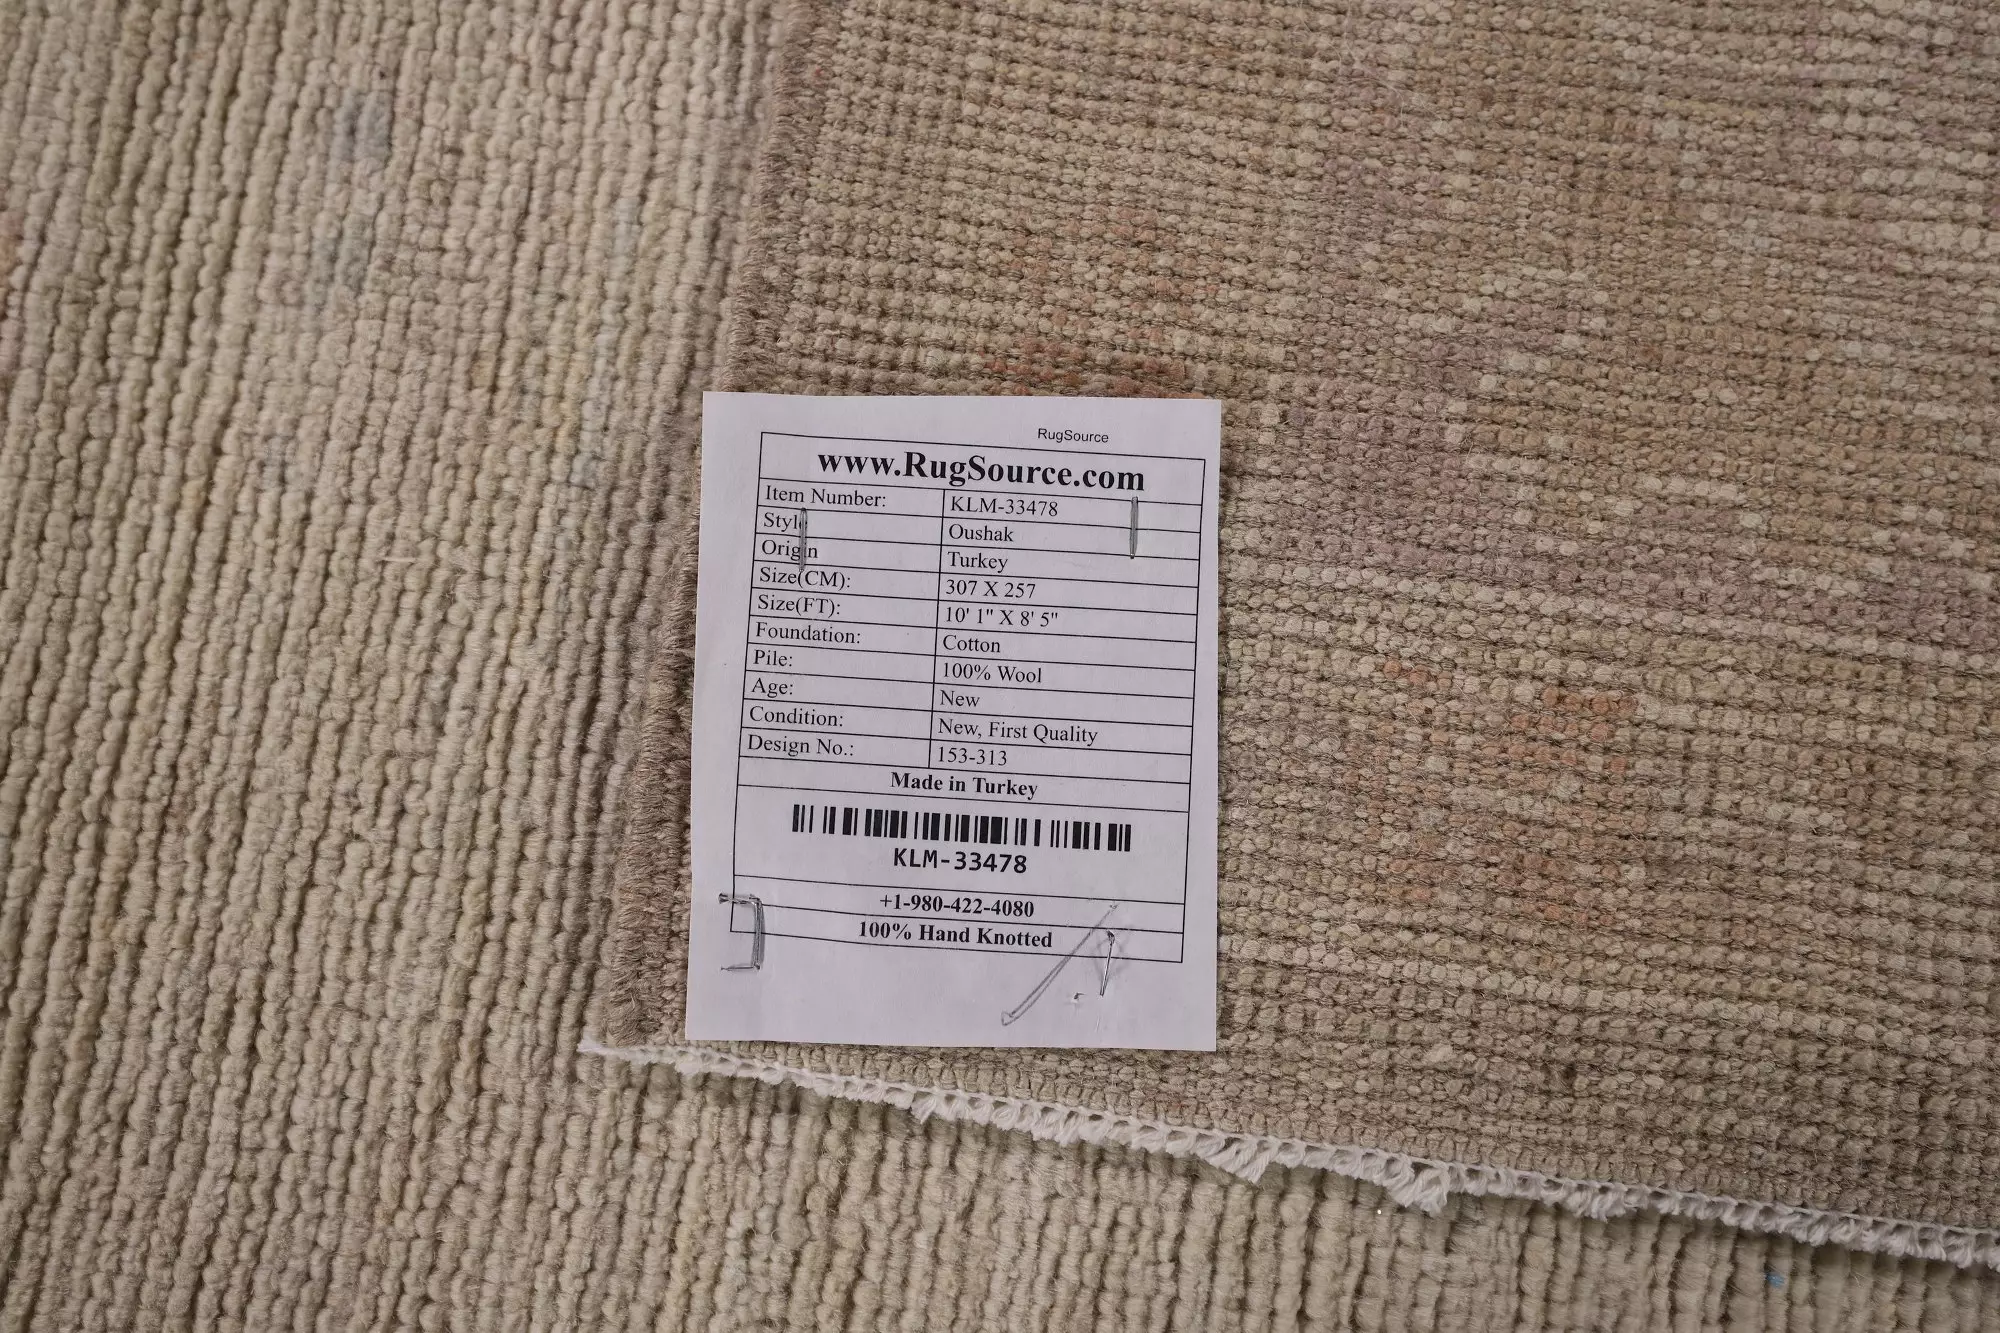 RugSource
www.RugSource.com
Item Number: KLM-33478
Style Oushak
Origin Turkey
Size(CM): 307 X 257
Size(FT): 10' 1" X 8' 5"
Foundation: Cotton
Pile: 100% Wool
Age: New
Condition: New, First Quality
Design No.: 153-313
Made in Turkey
KLM-33478
+1-980-422-4080
100% Hand Knotted